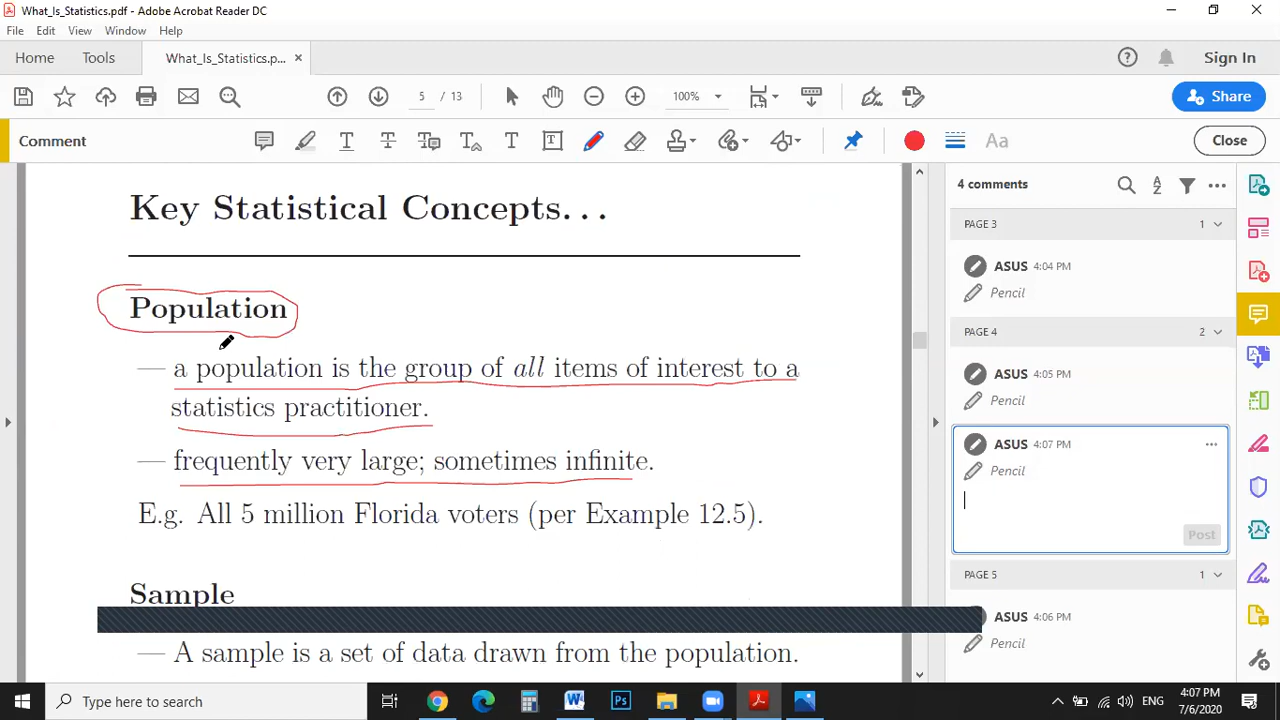 What_Is_Statistics.pdf - Adobe Acrobat Reader DC
File Edit View Window Help
Home Tools What_Is_Statistics.p... × Sign In
5 / 13 100% Share
Comment Aa Close
Key Statistical Concepts...
Population
— a population is the group of all items of interest to a
statistics practitioner.
— frequently very large; sometimes infinite.
E.g. All 5 million Florida voters (per Example 12.5).
Sample
— A sample is a set of data drawn from the population.
4 comments
PAGE 3 1
ASUS 4:04 PM
Pencil
PAGE 4 2
ASUS 4:05 PM
Pencil
ASUS 4:07 PM
Pencil
Post
PAGE 5 1
ASUS 4:06 PM
Pencil
Type here to search
ENG
4:07 PM
7/6/2020